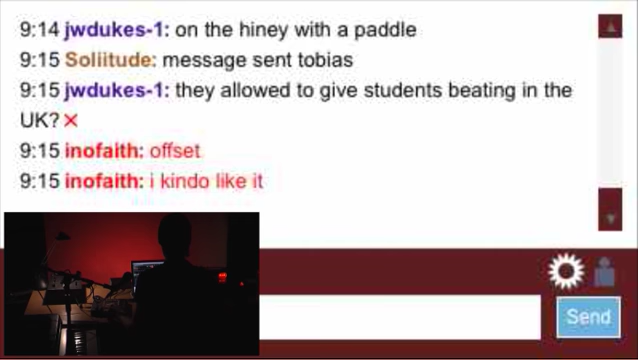 9:14 jwdukes-1: on the hiney with a paddle
9:15 Soliitude: message sent tobias
9:15 jwdukes-1: they allowed to give students beating in the
UK?
9:15 inofaith: offset
9:15 inofaith: i kindo like it
Send